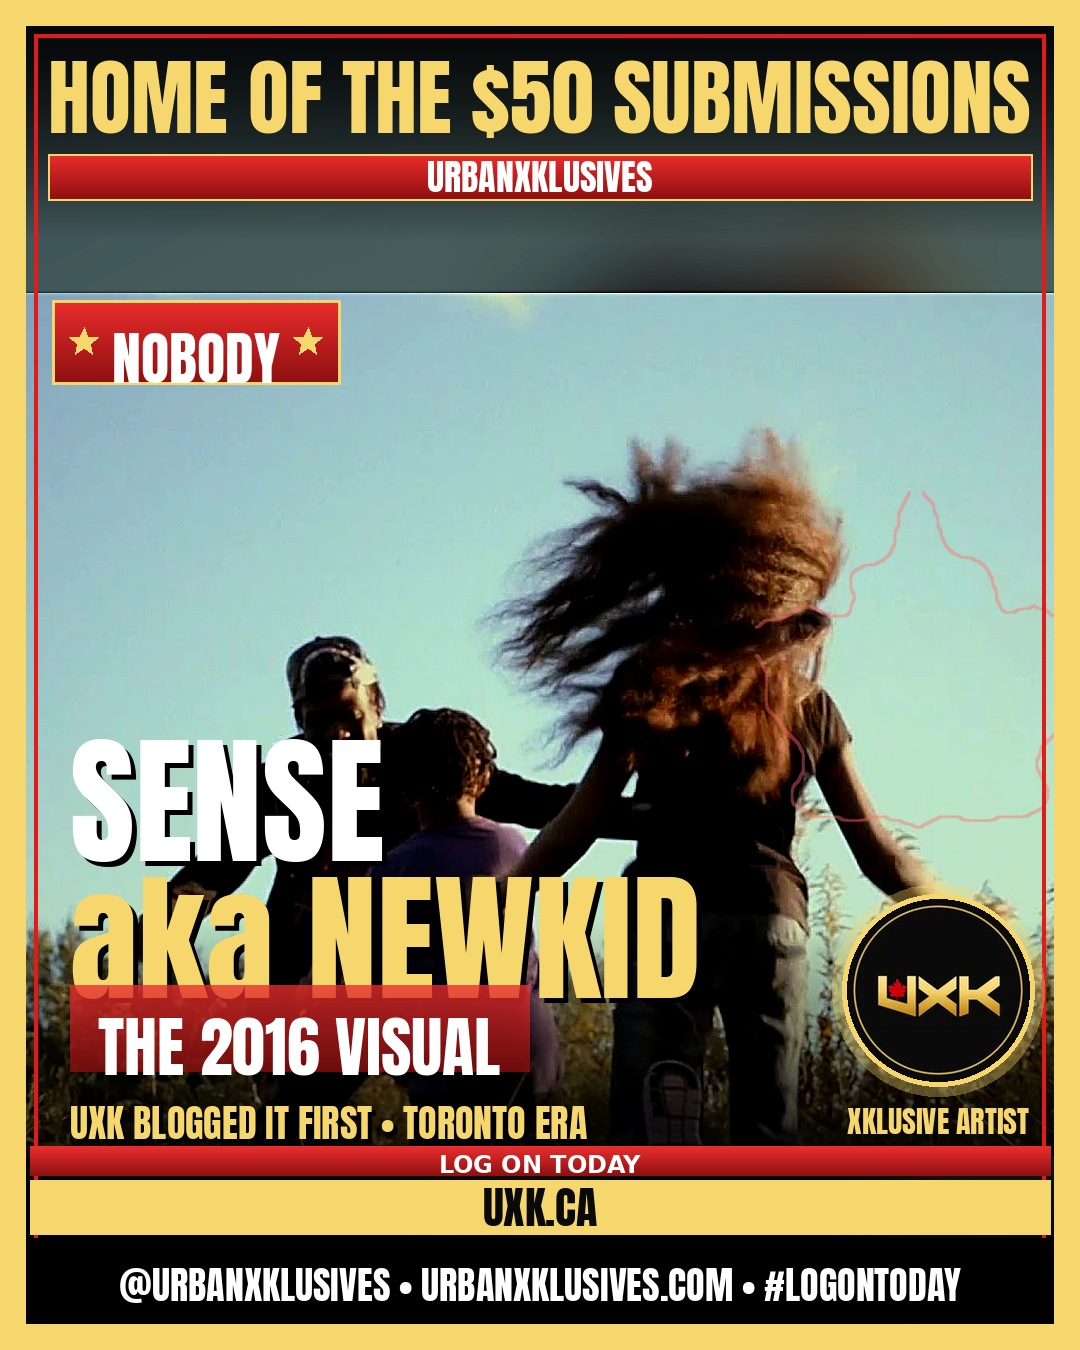 HOME OF THE $50 SUBMISSIONS
URBANXKLUSIVES
NOBODY
SENSE
aka NEWKID
THE 2016 VISUAL
UXK BLOGGED IT FIRST • TORONTO ERA
UXK
XKLUSIVE ARTIST
LOG ON TODAY
UXK.CA
@URBANXKLUSIVES • URBANXKLUSIVES.COM • #LOGONTODAY